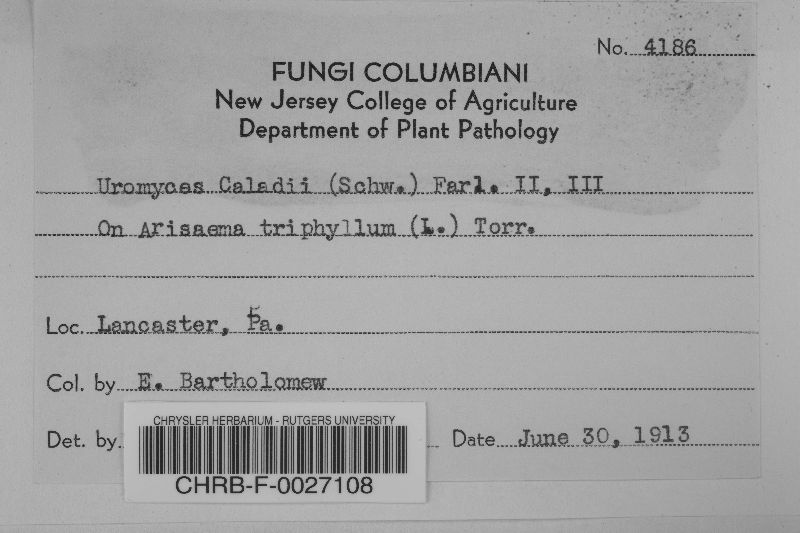 No. 4186
FUNGI COLUMBIANI
New Jersey College of Agriculture
Department of Plant Pathology
Uromyces Caladii (Schw.) Farl. II, III
On Arisaema triphyllum (L.) Torr.
Loc. Lancaster, Pa.
Col. by E. Bartholomew
Det. by Date June 30, 1913
CHRYSLER HERBARIUM - RUTGERS UNIVERSITY
CHRB-F-0027108